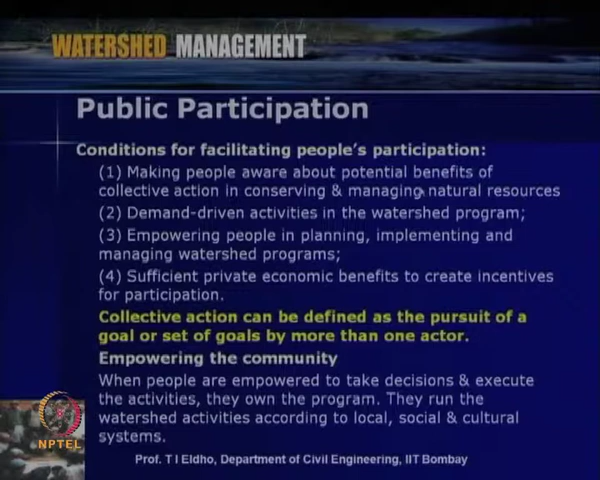 WATERSHED MANAGEMENT
Public Participation
Conditions for facilitating people's participation:
(1) Making people aware about potential benefits of
collective action in conserving & managing natural resources
(2) Demand-driven activities in the watershed program;
(3) Empowering people in planning, implementing and
managing watershed programs;
(4) Sufficient private economic benefits to create incentives
for participation.
Collective action can be defined as the pursuit of a
goal or set of goals by more than one actor.
Empowering the community
When people are empowered to take decisions & execute
the activities, they own the program. They run the
watershed activities according to local, social & cultural
systems.
NPTEL
Prof. T I Eldho, Department of Civil Engineering, IIT Bombay